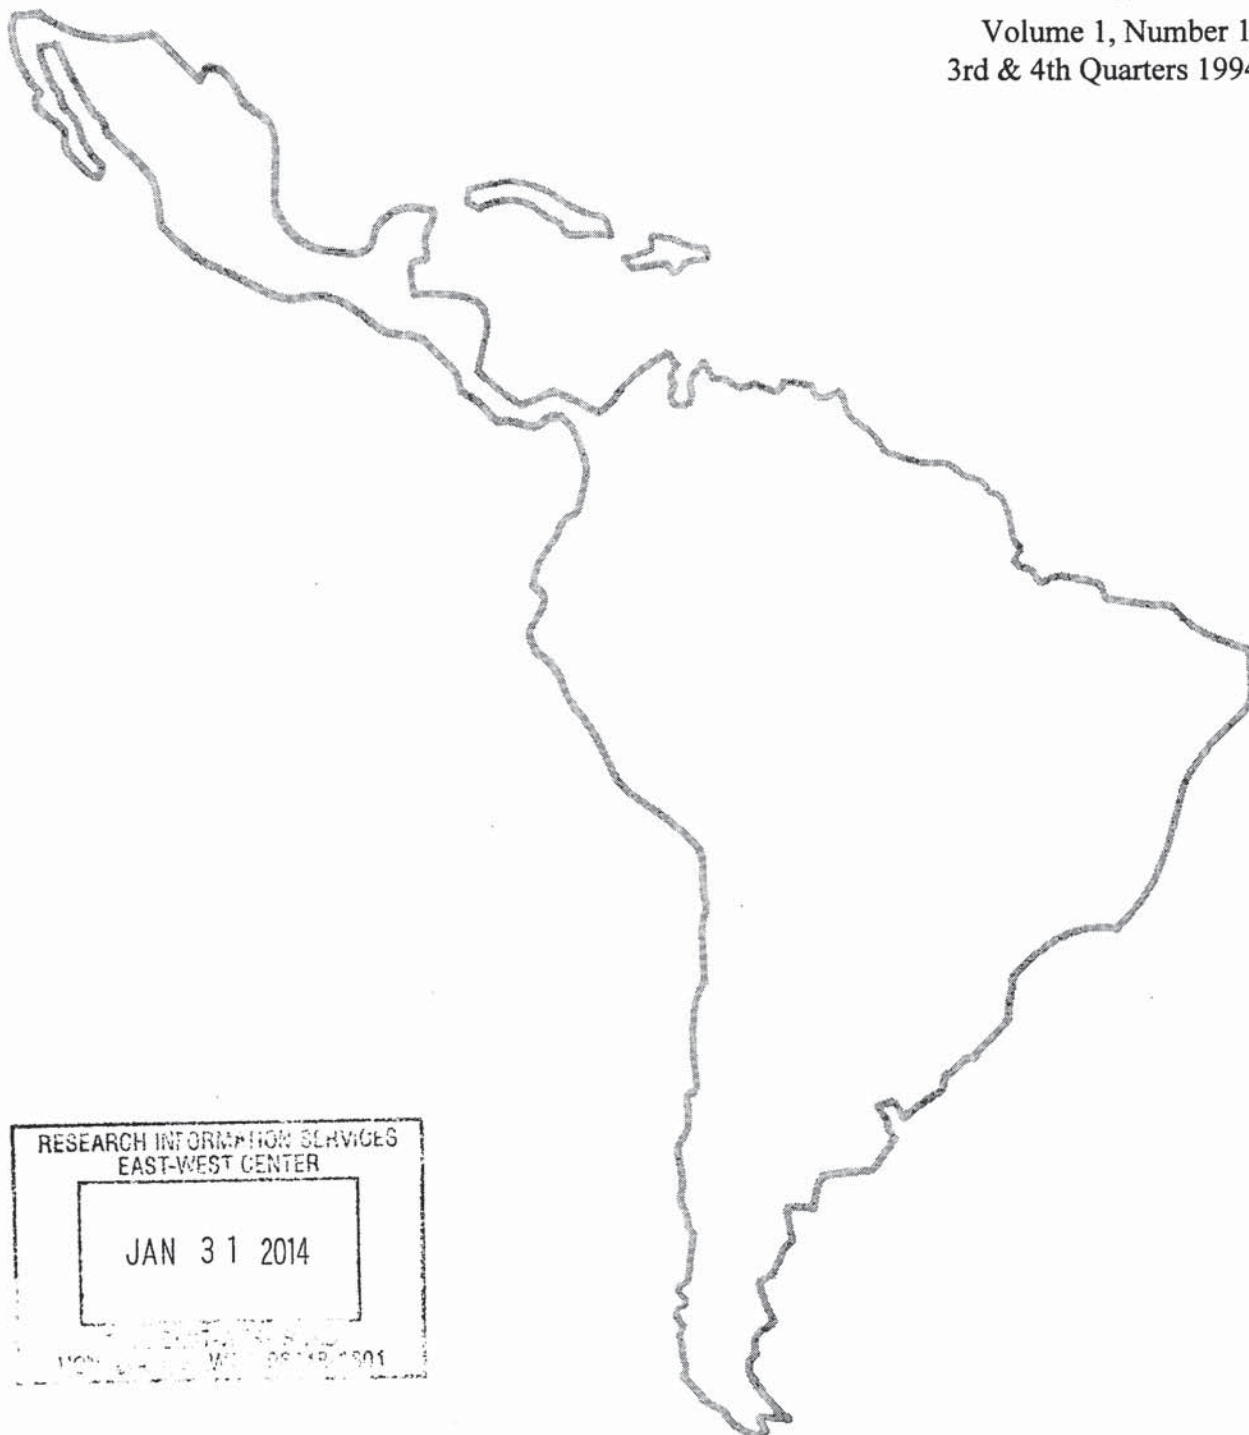 Volume 1, Number 1
3rd & 4th Quarters 1994
RESEARCH INFORMATION SERVICES
EAST-WEST CENTER
JAN 31 2014